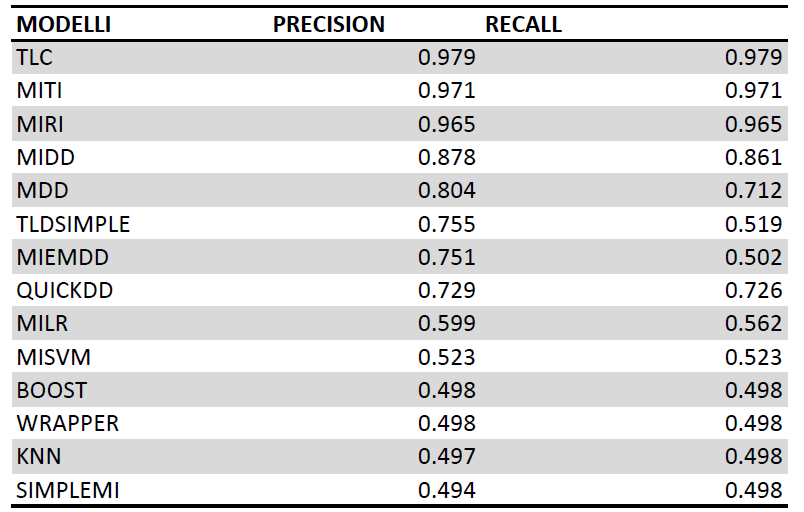 MODELLI PRECISION RECALL
TLC 0.979 0.979
MITI 0.971 0.971
MIRI 0.965 0.965
MIDD 0.878 0.861
MDD 0.804 0.712
TLDSIMPLE 0.755 0.519
MIEMDD 0.751 0.502
QUICKDD 0.729 0.726
MILR 0.599 0.562
MISVM 0.523 0.523
BOOST 0.498 0.498
WRAPPER 0.498 0.498
KNN 0.497 0.498
SIMPLEMI 0.494 0.498